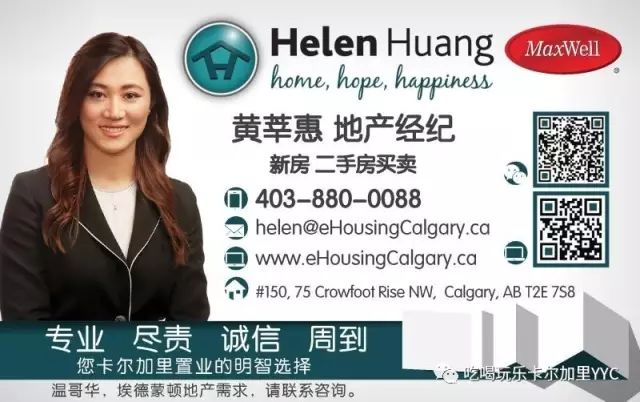 Helen Huang
home, hope, happiness
MaxWell
®
黄莘惠 地产经纪
新房 二手房买卖
403-880-0088
helen@eHousingCalgary.ca
www.eHousingCalgary.ca
#150, 75 Crowfoot Rise NW, Calgary, AB T2E 7S8
专业 尽责 诚信 周到
您卡尔加里置业的明智选择
温哥华，埃德蒙顿地产需求，请联系咨询。
吃喝玩乐卡尔加里YYC